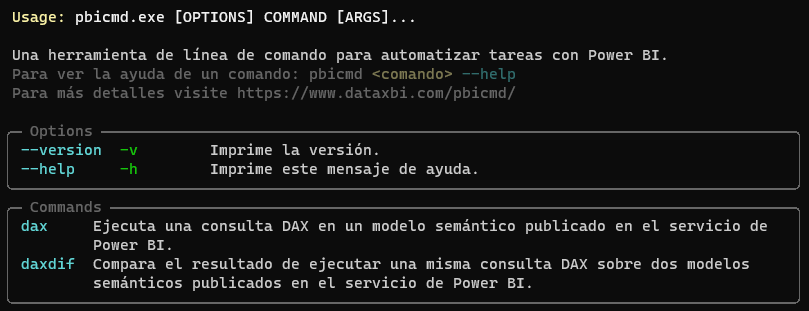 Usage: pbicmd.exe [OPTIONS] COMMAND [ARGS]...
Una herramienta de línea de comando para automatizar tareas con Power BI.
Para ver la ayuda de un comando: pbicmd <comando> --help
Para más detalles visite https://www.dataxbi.com/pbicmd/
Options
--version -v Imprime la versión.
--help -h Imprime este mensaje de ayuda.
Commands
dax Ejecuta una consulta DAX en un modelo semántico publicado en el servicio de
Power BI.
daxdif Compara el resultado de ejecutar una misma consulta DAX sobre dos modelos
semánticos publicados en el servicio de Power BI.